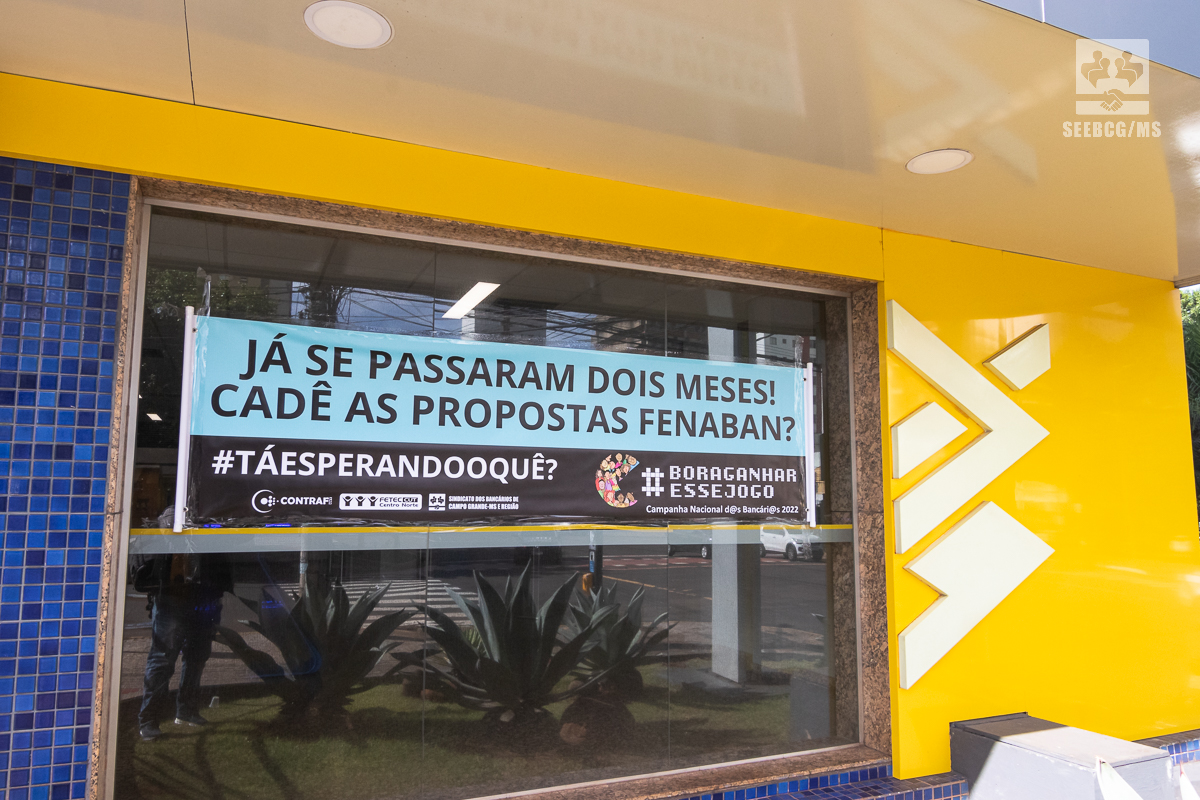 SEEBCG/MS
JÁ SE PASSARAM DOIS MESES!
CADÊ AS PROPOSTAS FENABAN?
#TÁESPERANDOOQUÊ?
#BORAGANHAR
ESSEJOGO
CONTRAF
FETEC CUT
Centro Norte
SINDICATO DOS BANCÁRIOS DE
CAMPO GRANDE-MS E REGIÃO
Campanha Nacional d@s Bancári@s 2022